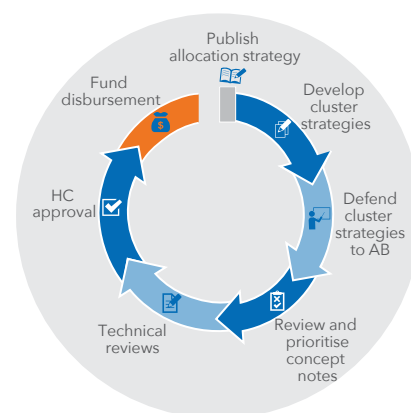 Publish
allocation strategy
Develop
cluster
strategies
Defend
cluster
strategies
to AB
Review and
prioritise
concept
notes
Technical
reviews
HC
approval
Fund
disbursement
$